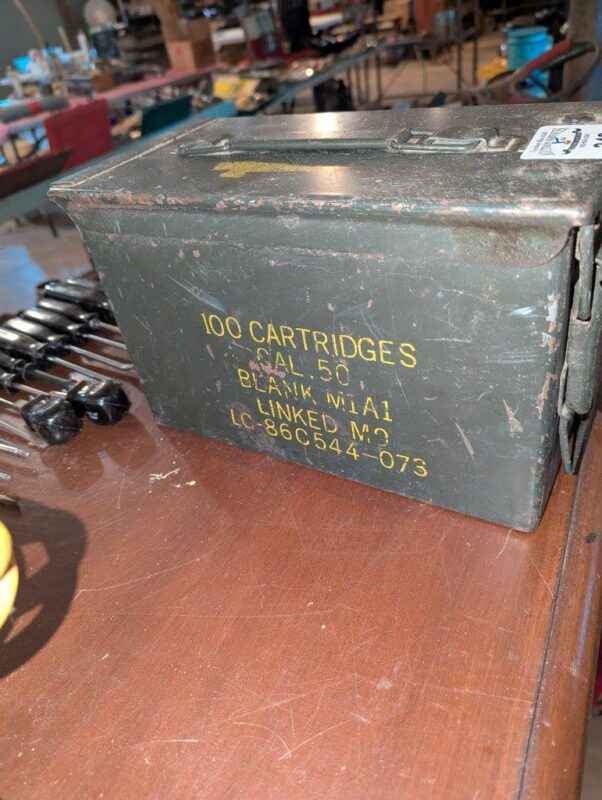 100 CARTRIDGES
CAL .50
BLANK M1A1
LINKED M9
LC-86C544-073